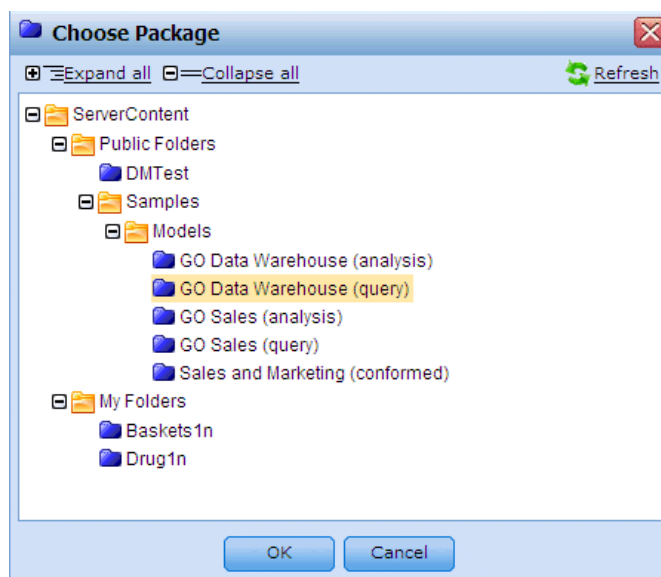 Choose Package
Expand all Collapse all Refresh
ServerContent
Public Folders
DMTest
Samples
Models
GO Data Warehouse (analysis)
GO Data Warehouse (query)
GO Sales (analysis)
GO Sales (query)
Sales and Marketing (conformed)
My Folders
Baskets1n
Drug1n
OK Cancel